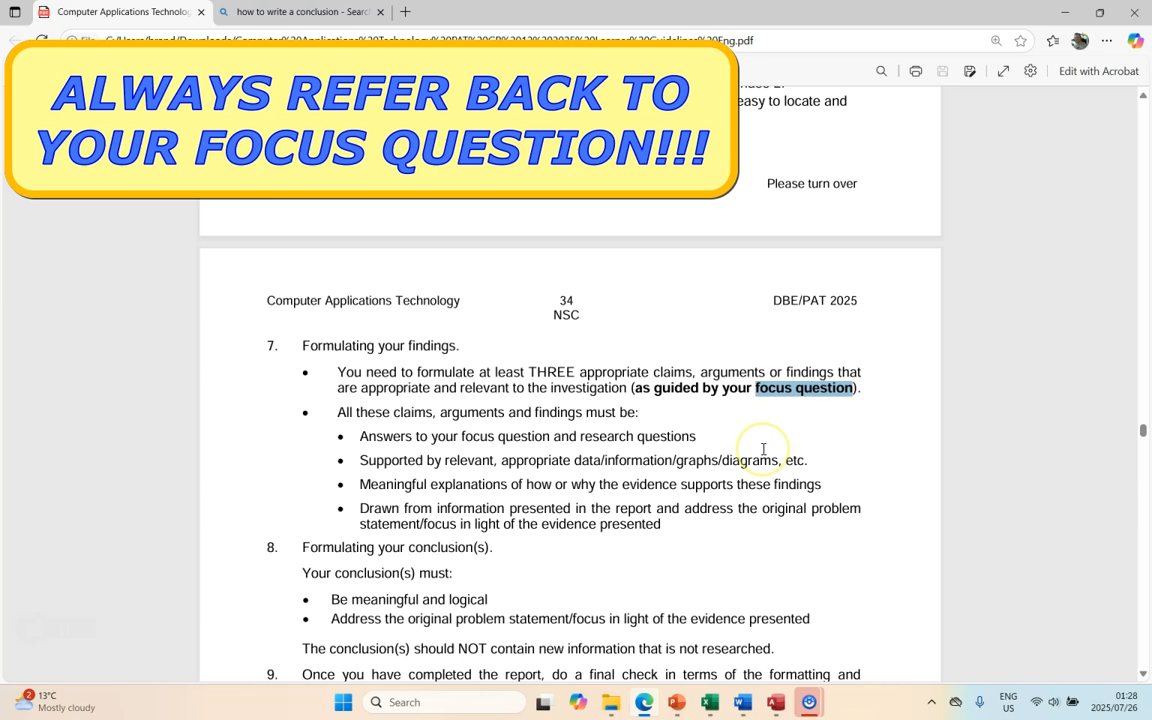 Computer Applications Technolog
how to write a conclusion - Searc
ALWAYS REFER BACK TO
YOUR FOCUS QUESTION!!!
Eng.pdf
Edit with Acrobat
easy to locate and
Please turn over
Computer Applications Technology
34
DBE/PAT 2025
NSC
7. Formulating your findings.
• You need to formulate at least THREE appropriate claims, arguments or findings that
are appropriate and relevant to the investigation (as guided by your focus question).
• All these claims, arguments and findings must be:
• Answers to your focus question and research questions
• Supported by relevant, appropriate data/information/graphs/diagrams, etc.
• Meaningful explanations of how or why the evidence supports these findings
• Drawn from information presented in the report and address the original problem
statement/focus in light of the evidence presented
8. Formulating your conclusion(s).
Your conclusion(s) must:
• Be meaningful and logical
• Address the original problem statement/focus in light of the evidence presented
The conclusion(s) should NOT contain new information that is not researched.
9. Once you have completed the report, do a final check in terms of the formatting and
2
13°C
Mostly cloudy
Search
ENG
US
01:28
2025/07/26